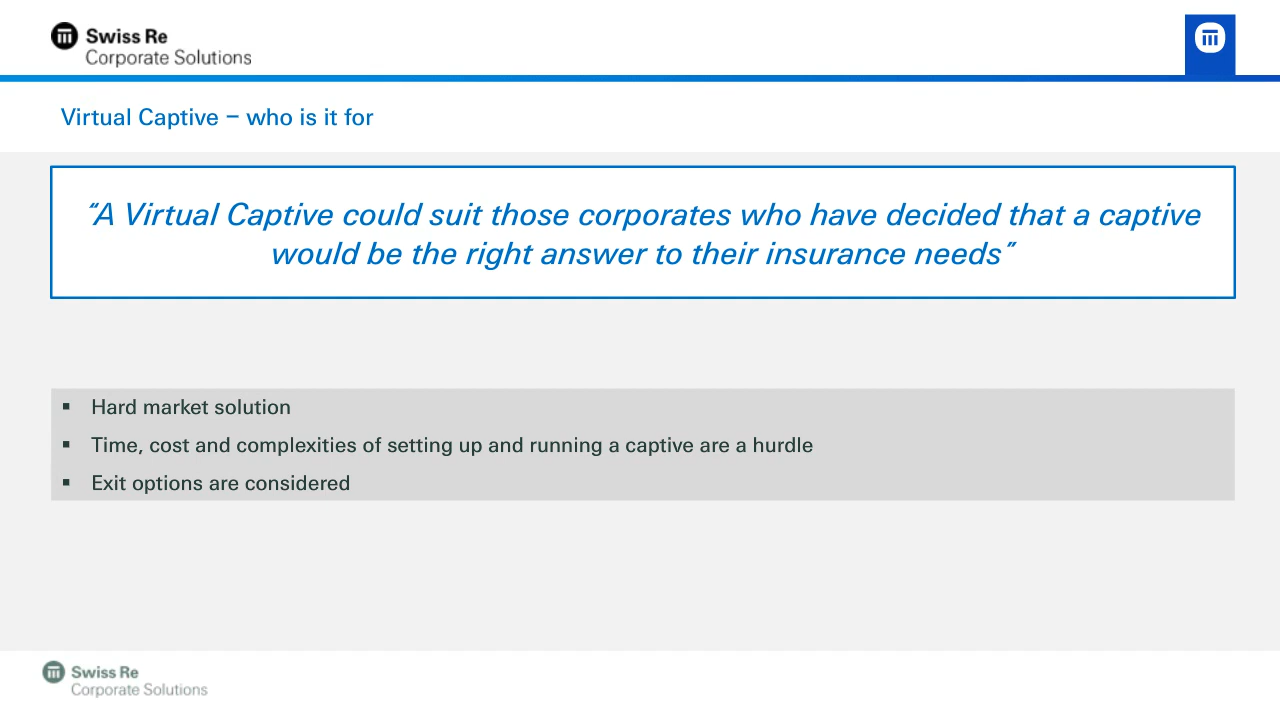 Swiss Re
Corporate Solutions
Virtual Captive – who is it for
“A Virtual Captive could suit those corporates who have decided that a captive
would be the right answer to their insurance needs”
▪ Hard market solution
▪ Time, cost and complexities of setting up and running a captive are a hurdle
▪ Exit options are considered
Swiss Re
Corporate Solutions